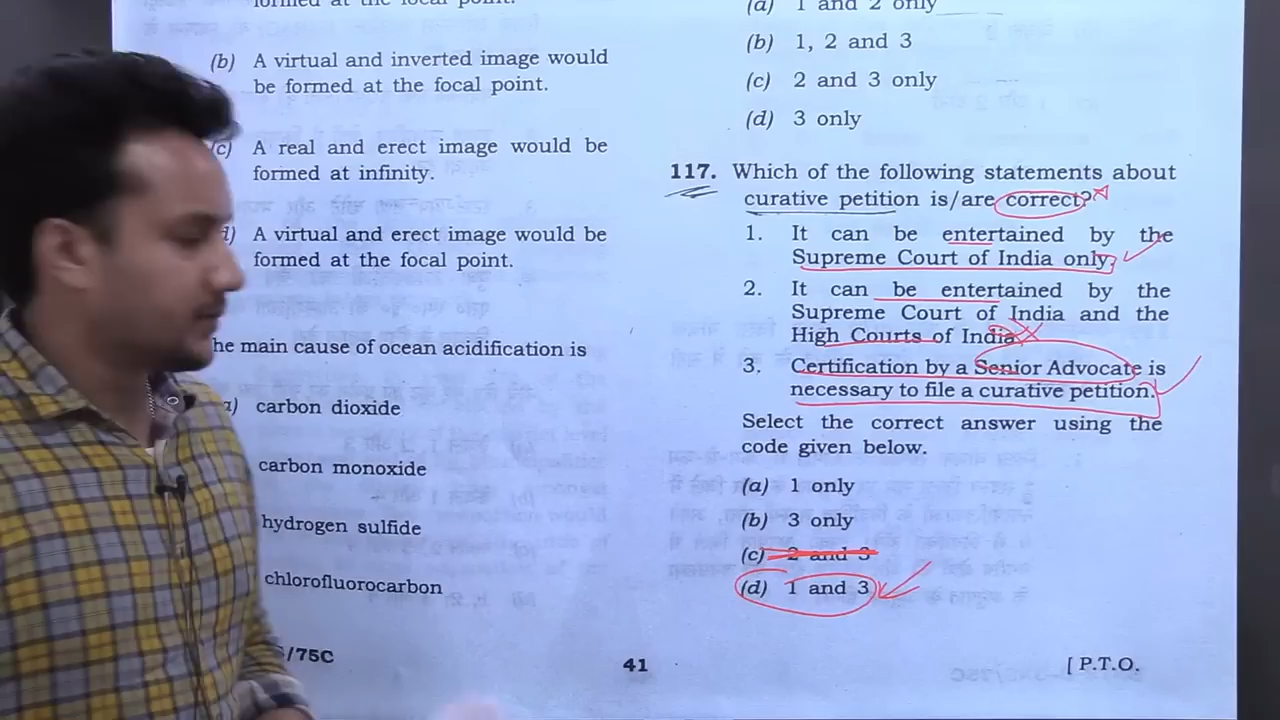 (b) A virtual and inverted image would
be formed at the focal point.
(c) A real and erect image would be
formed at infinity.
A virtual and erect image would be
formed at the focal point.
he main cause of ocean acidification is
carbon dioxide
carbon monoxide
hydrogen sulfide
chlorofluorocarbon
/75C
(a) 1 and 2 only
(b) 1, 2 and 3
(c) 2 and 3 only
(d) 3 only
117. Which of the following statements about
curative petition is/are correct?
1. It can be entertained by the
Supreme Court of India only.
2. It can be entertained by the
Supreme Court of India and the
High Courts of India.
3. Certification by a Senior Advocate is
necessary to file a curative petition.
Select the correct answer using the
code given below.
(a) 1 only
(b) 3 only
(c) 2 and 3
(d) 1 and 3
41
[ P.T.O.